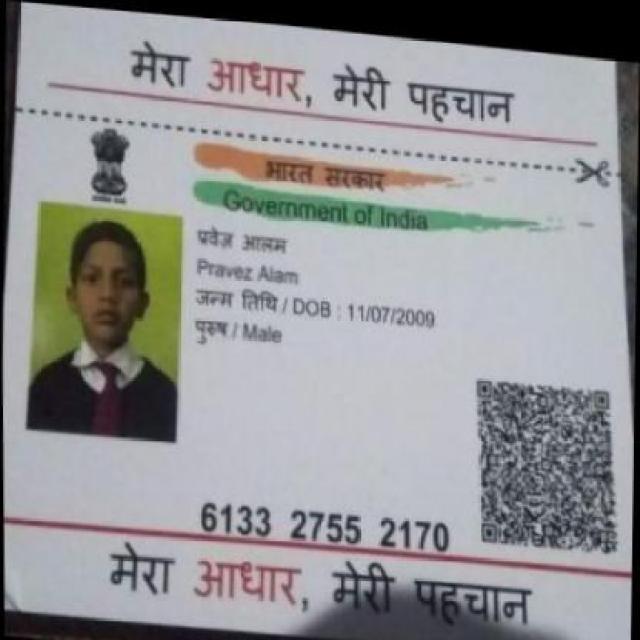 मेरा आधार, मेरी पहचान
भारत सरकार
Government of India
प्रवेज़ आलम
Pravez Alam
जन्म तिथि / DOB : 11/07/2009
पुरुष / Male
6133 2755 2170
मेरा आधार, मेरी पहचान